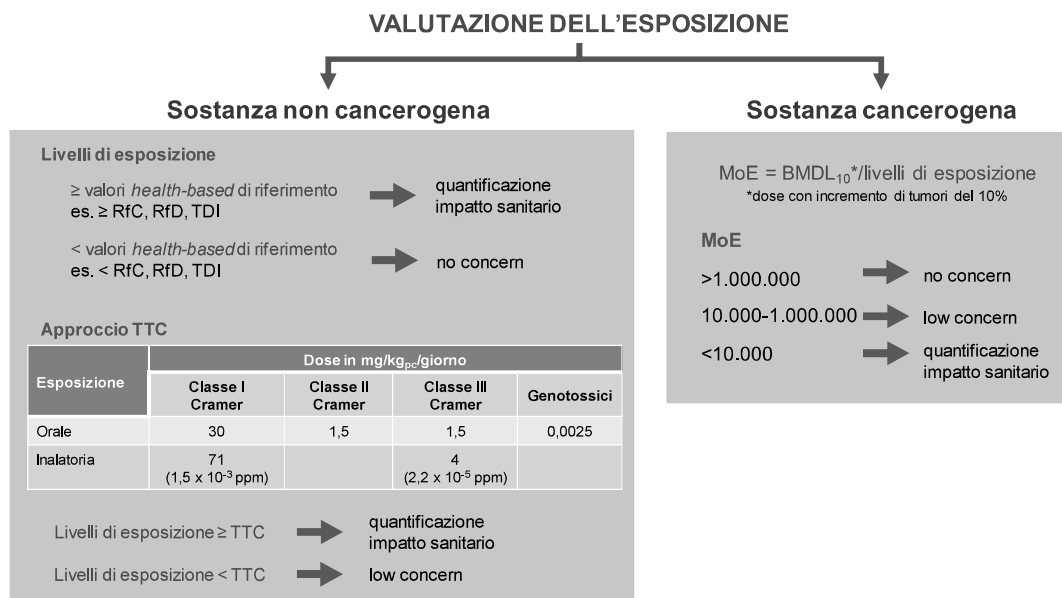 VALUTAZIONE DELL'ESPOSIZIONE
Sostanza non cancerogena
Livelli di esposizione
≥ valori health-based di riferimento
es. ≥ RfC, RfD, TDI
quantificazione
impatto sanitario
< valori health-based di riferimento
es. < RfC, RfD, TDI
no concern
Approccio TTC
Esposizione
Dose in mg/kgpc/giorno
Classe I
Cramer
Classe II
Cramer
Classe III
Cramer
Genotossici
Orale 30 1,5 1,5 0,0025
Inalatoria 71 4
(1,5 x 10⁻³ ppm) (2,2 x 10⁻⁵ ppm)
Livelli di esposizione ≥ TTC
quantificazione
impatto sanitario
Livelli di esposizione < TTC
low concern
Sostanza cancerogena
MoE = BMDL₁₀*/livelli di esposizione
*dose con incremento di tumori del 10%
MoE
>1.000.000 no concern
10.000-1.000.000 low concern
<10.000 quantificazione
impatto sanitario